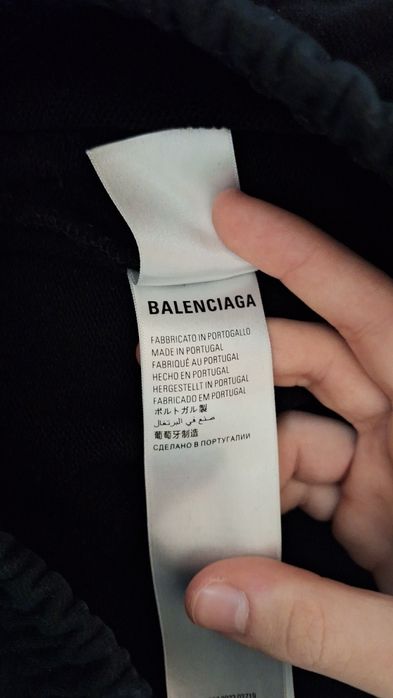 BALENCIAGA
FABBRICATO IN PORTOGALLO
MADE IN PORTUGAL
FABRIQUÉ AU PORTUGAL
HECHO EN PORTUGAL
HERGESTELLT IN PORTUGAL
FABRICADO EM PORTUGAL
ポルトガル製
صنع في البرتغال
葡萄牙制造
СДЕЛАНО В ПОРТУГАЛИИ